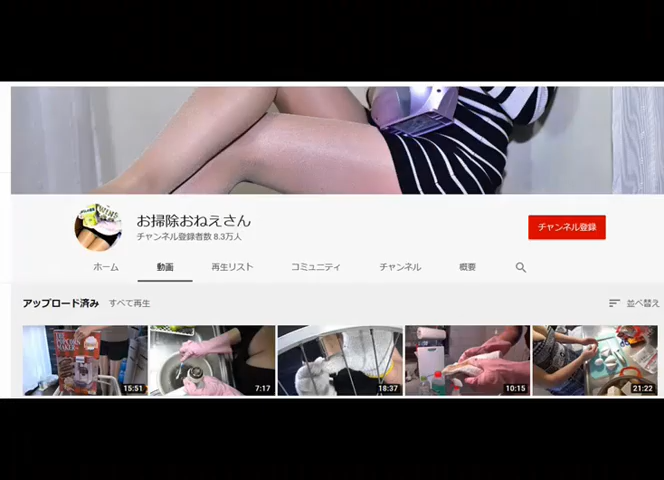 お掃除おねえさん
チャンネル登録者数 8.3万人
チャンネル登録
ホーム 動画 再生リスト コミュニティ チャンネル 概要
アップロード済み すべて再生 並べ替え
15:51 7:17 18:37 10:15 21:22